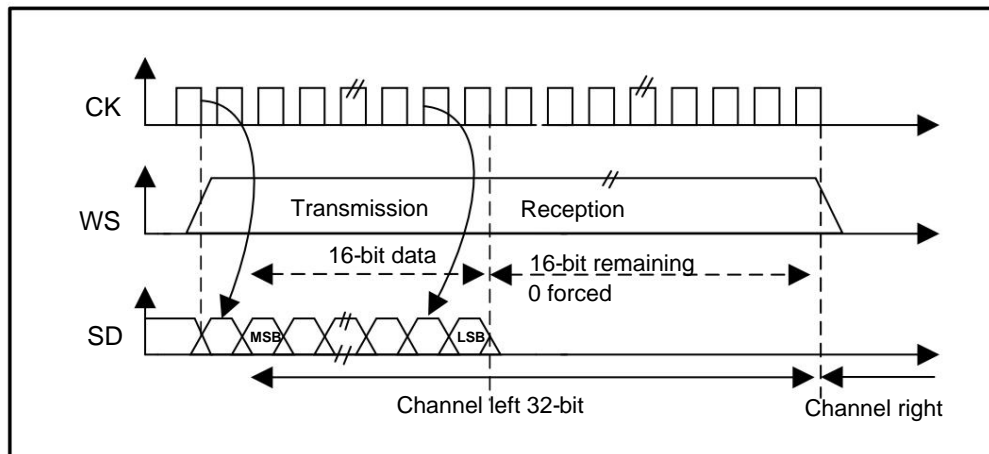 CK
WS
Transmission Reception
16-bit data
16-bit remaining
0 forced
SD
MSB
LSB
Channel left 32-bit
Channel right